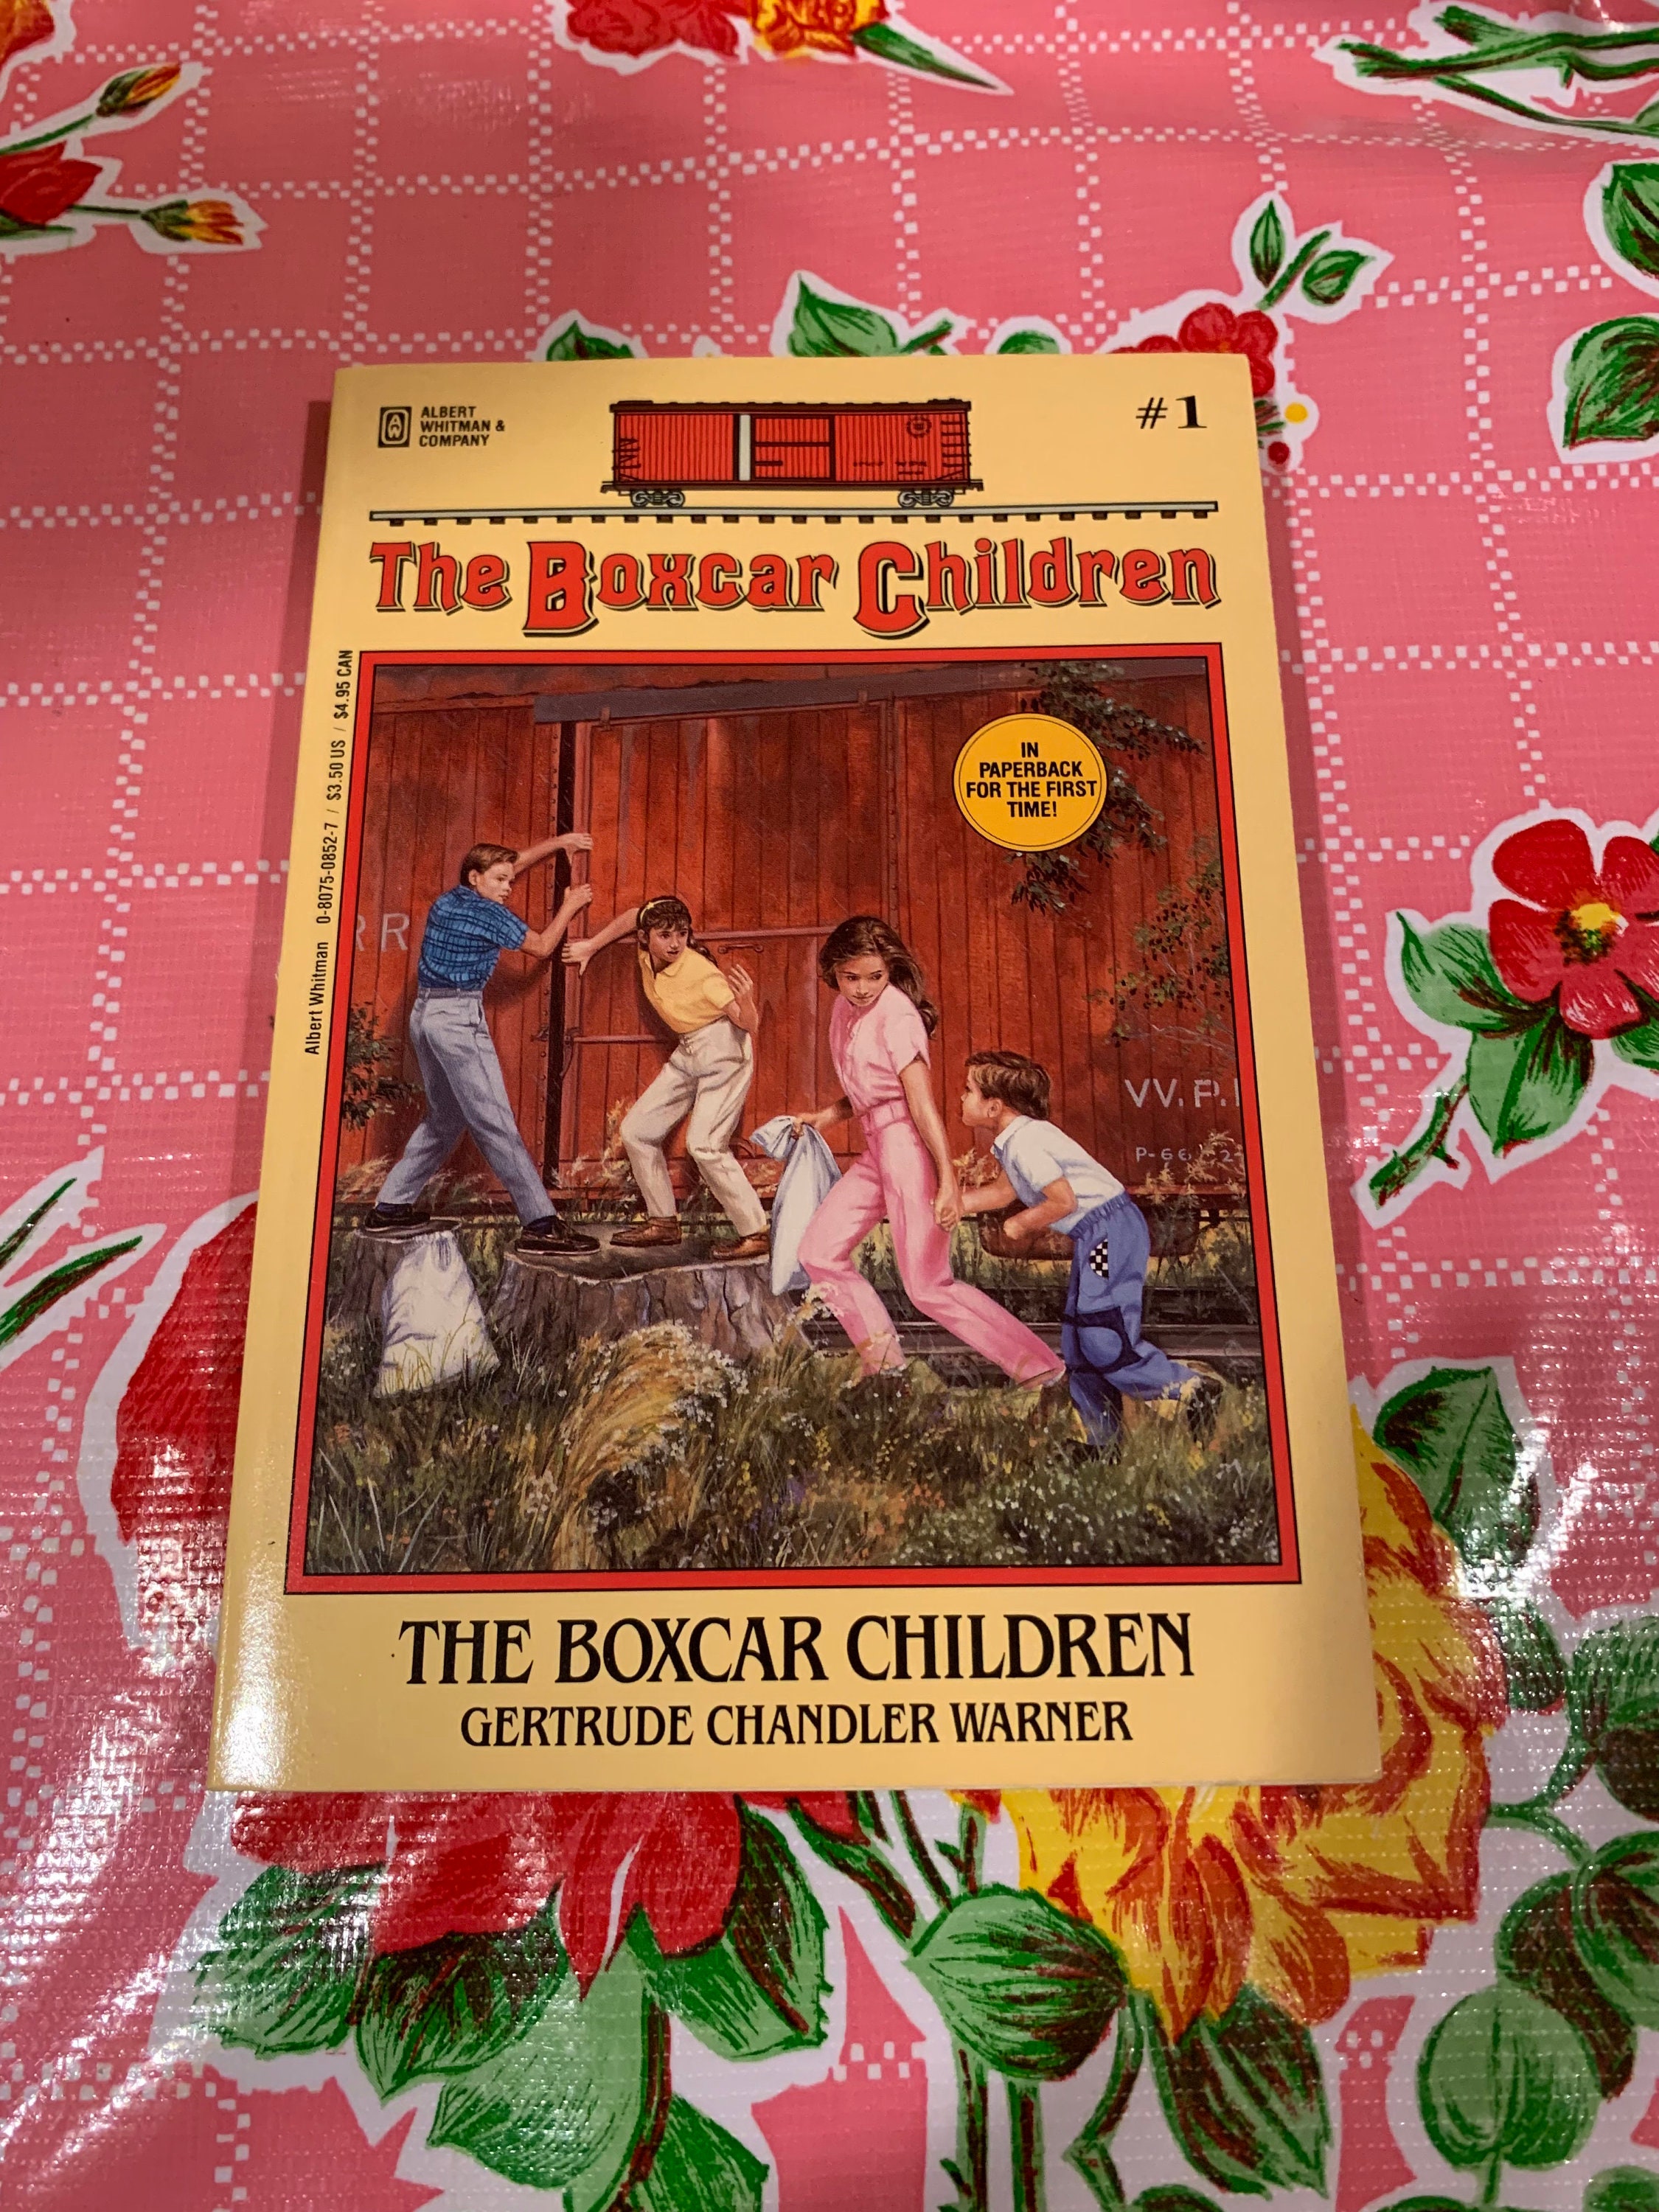 ALBERT
WHITMAN &
COMPANY
#1
The Boxcar Children
Albert Whitman 0-8075-0852-7 / $3.50 US / $4.95 CAN
IN
PAPERBACK
FOR THE FIRST
TIME!
RR
W.P.
THE BOXCAR CHILDREN
GERTRUDE CHANDLER WARNER